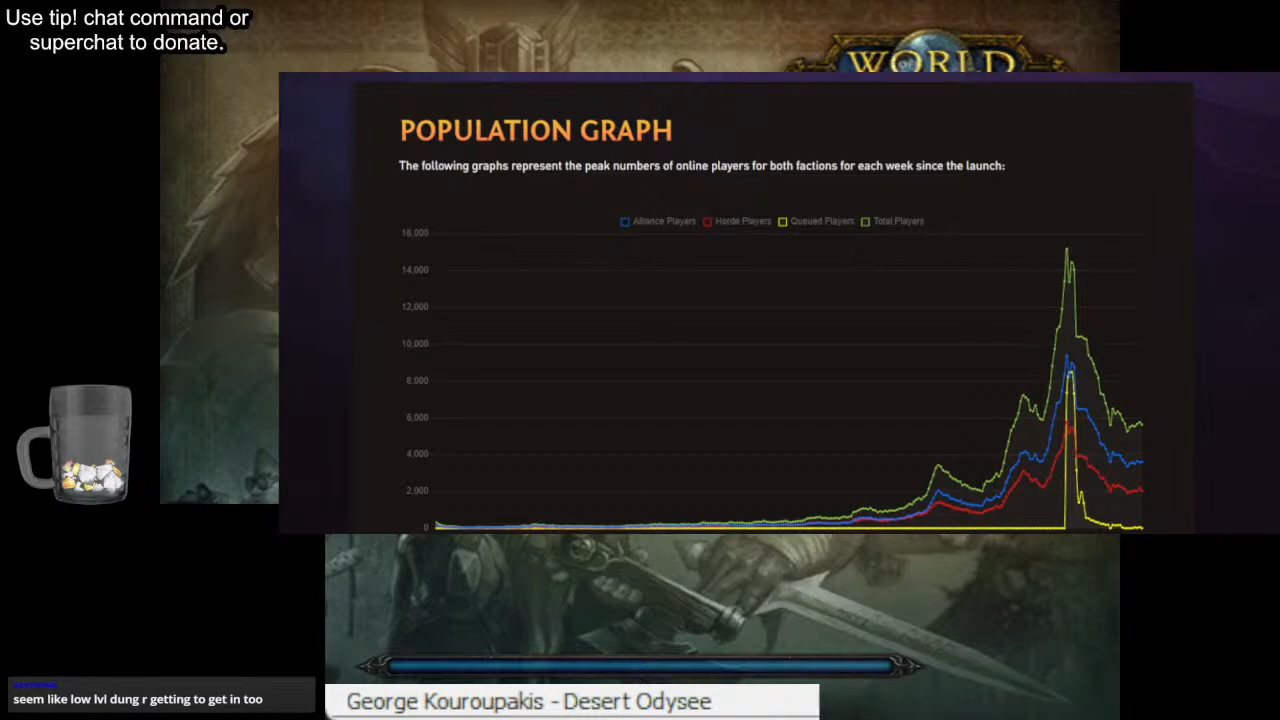 Use tip! chat command or
superchat to donate.
WORLD
OF
POPULATION GRAPH
The following graphs represent the peak numbers of online players for both factions for each week since the launch:
Alliance Players Horde Players Queued Players Total Players
16,000
14,000
12,000
10,000
8,000
6,000
4,000
2,000
0
seem like low lvl dung r getting to get in too
George Kouroupakis - Desert Odysee